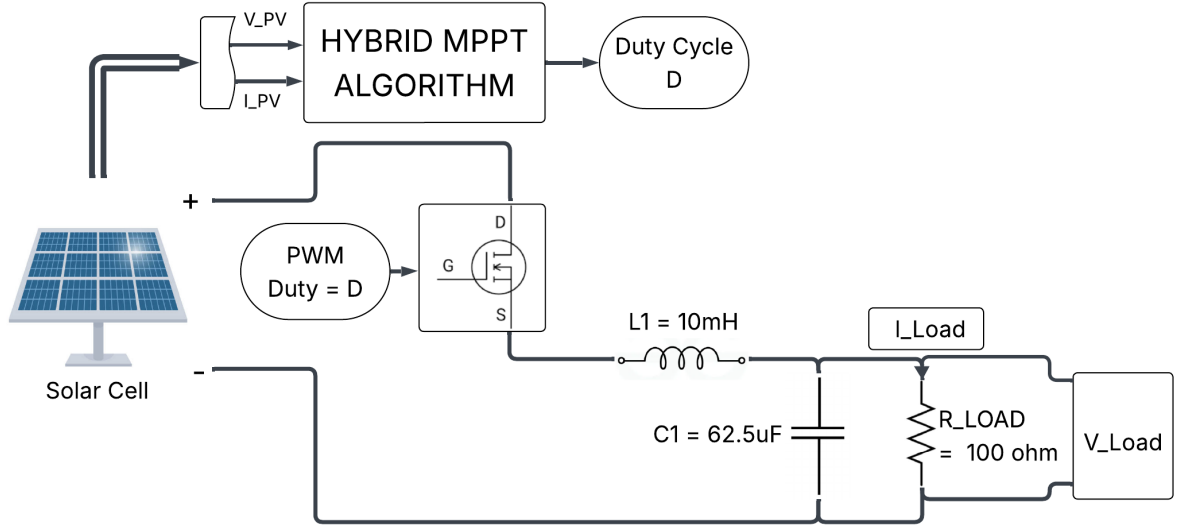 V_PV
I_PV
HYBRID MPPT
ALGORITHM
Duty Cycle
D
+
PWM
Duty = D
D
G
S
-
Solar Cell
L1 = 10mH
I_Load
C1 = 62.5uF
R_LOAD
= 100 ohm
V_Load